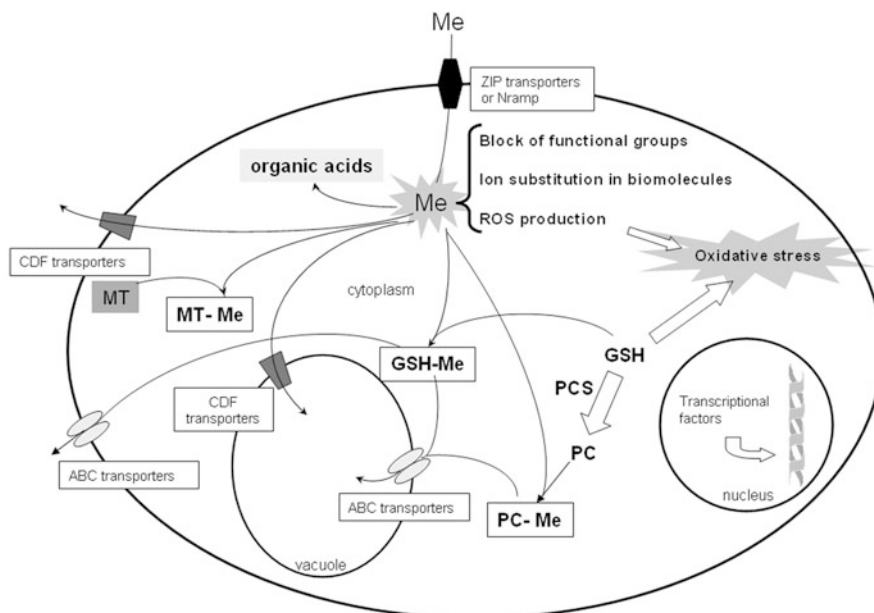 Me
ZIP transporters
or Nramp
Block of functional groups
organic acids
Ion substitution in biomolecules
Me
ROS production
CDF transporters
Oxidative stress
MT
cytoplasm
MT- Me
GSH-Me
GSH
PCS
CDF
transporters
Transcriptional
factors
PC
ABC transporters
nucleus
ABC transporters
PC- Me
vacuole